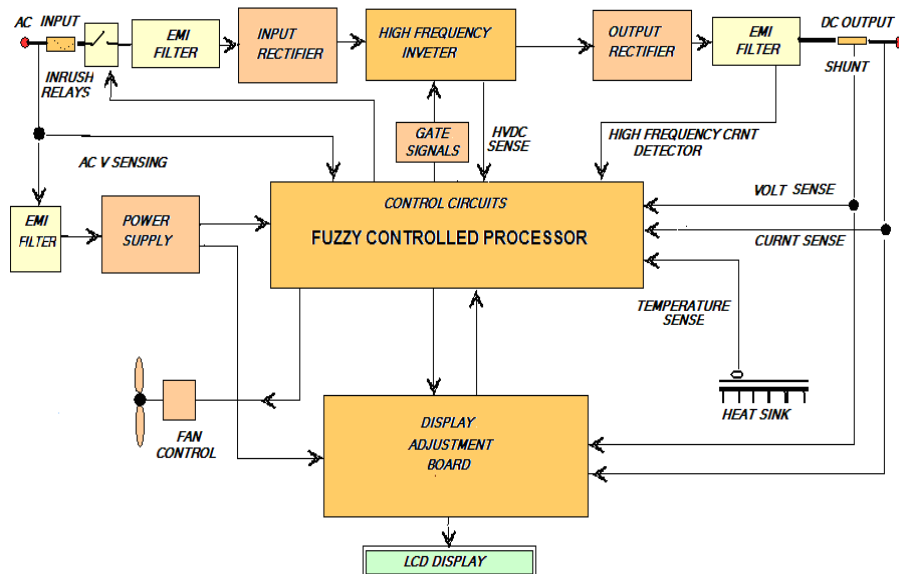 AC INPUT
EMI
FILTER
INPUT
RECTIFIER
HIGH FREQUENCY
INVETER
OUTPUT
RECTIFIER
EMI
FILTER
DC OUTPUT
INRUSH
RELAYS
SHUNT
GATE
SIGNALS
HVDC
SENSE
HIGH FREQUENCY CRNT
DETECTOR
AC V SENSING
VOLT SENSE
CONTROL CIRCUITS
FUZZY CONTROLLED PROCESSOR
EMI
FILTER
POWER
SUPPLY
CURNT SENSE
TEMPERATURE
SENSE
HEAT SINK
FAN
CONTROL
DISPLAY
ADJUSTMENT
BOARD
LCD DISPLAY